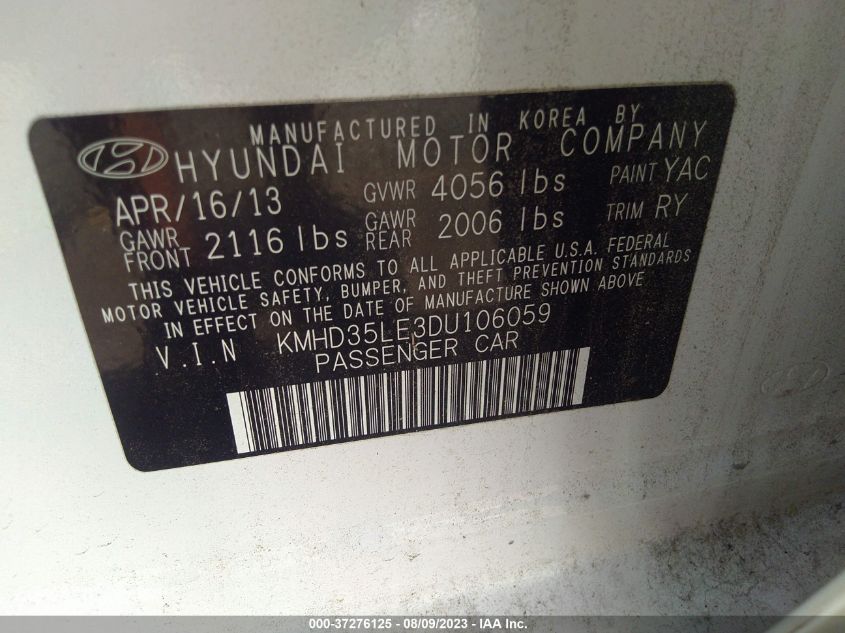 MANUFACTURED IN KOREA BY
HYUNDAI MOTOR COMPANY
APR/16/13 GVWR 4056 lbs PAINT YAC
GAWR FRONT 2116 lbs GAWR REAR 2006 lbs TRIM RY
THIS VEHICLE CONFORMS TO ALL APPLICABLE U.S.A. FEDERAL
MOTOR VEHICLE SAFETY, BUMPER, AND THEFT PREVENTION STANDARDS
IN EFFECT ON THE DATE OF MANUFACTURE SHOWN ABOVE
V.I.N KMHD35LE3DU106059
PASSENGER CAR
000-37276125 - 08/09/2023 - IAA Inc.